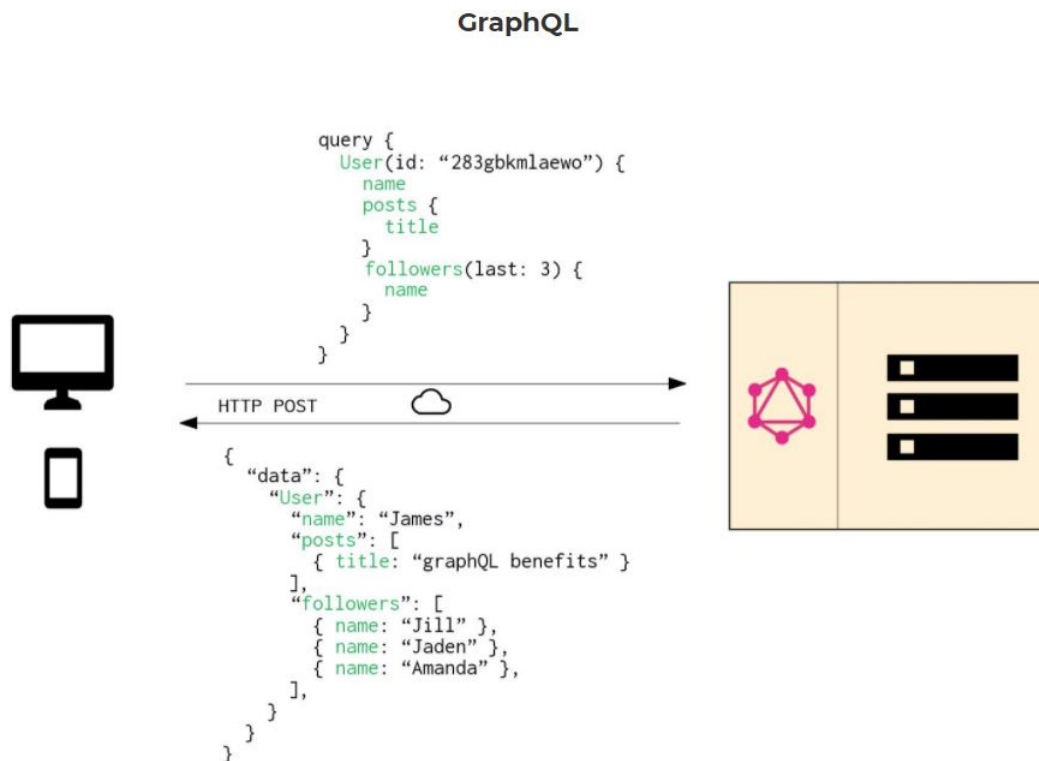 GraphQL
query {
User(id: “283gbkmlaewo”) {
name
posts {
title
}
followers(last: 3) {
name
}
}
}
HTTP POST
{
“data”: {
“User”: {
“name”: “James”,
“posts”: [
{ title: “graphQL benefits” }
],
“followers”: [
{ name: “Jill” },
{ name: “Jaden” },
{ name: “Amanda” },
],
}
}
}